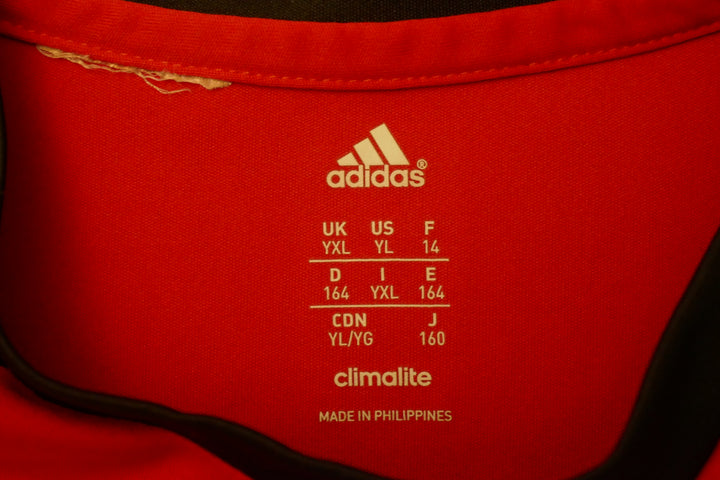 adidas®
UK US F
YXL YL 14
D I E
164 YXL 164
CDN J
YL/YG 160
climalite
MADE IN PHILIPPINES